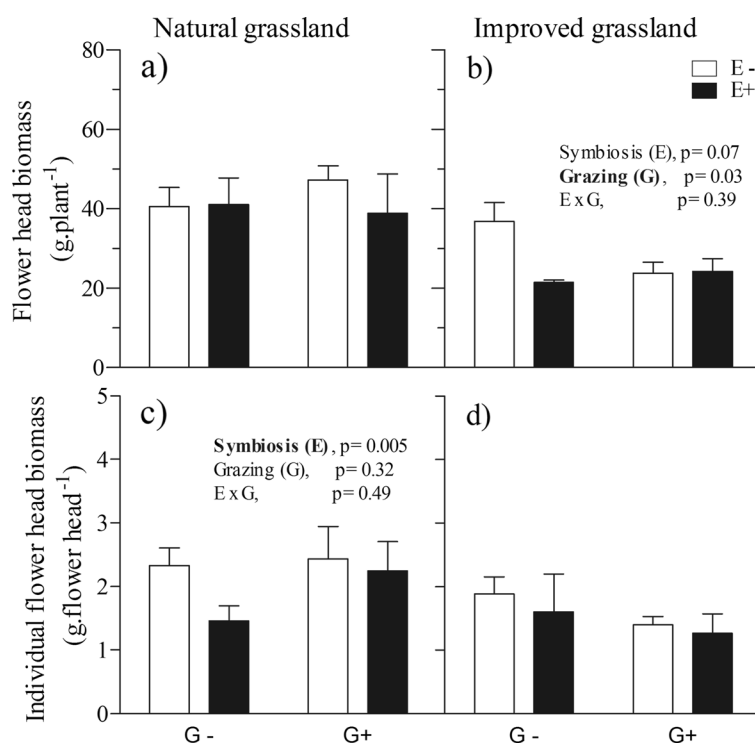 Natural grassland
Improved grassland
a)
b)
E -
E+
Symbiosis (E), p= 0.07
Grazing (G), p= 0.03
E x G, p= 0.39
Flower head biomass
(g.plant-1)
80
60
40
20
0
c)
d)
Symbiosis (E), p= 0.005
Grazing (G), p= 0.32
E x G, p= 0.49
Individual flower head biomass
(g.flower head-1)
5
4
3
2
1
0
G -
G+
G -
G+